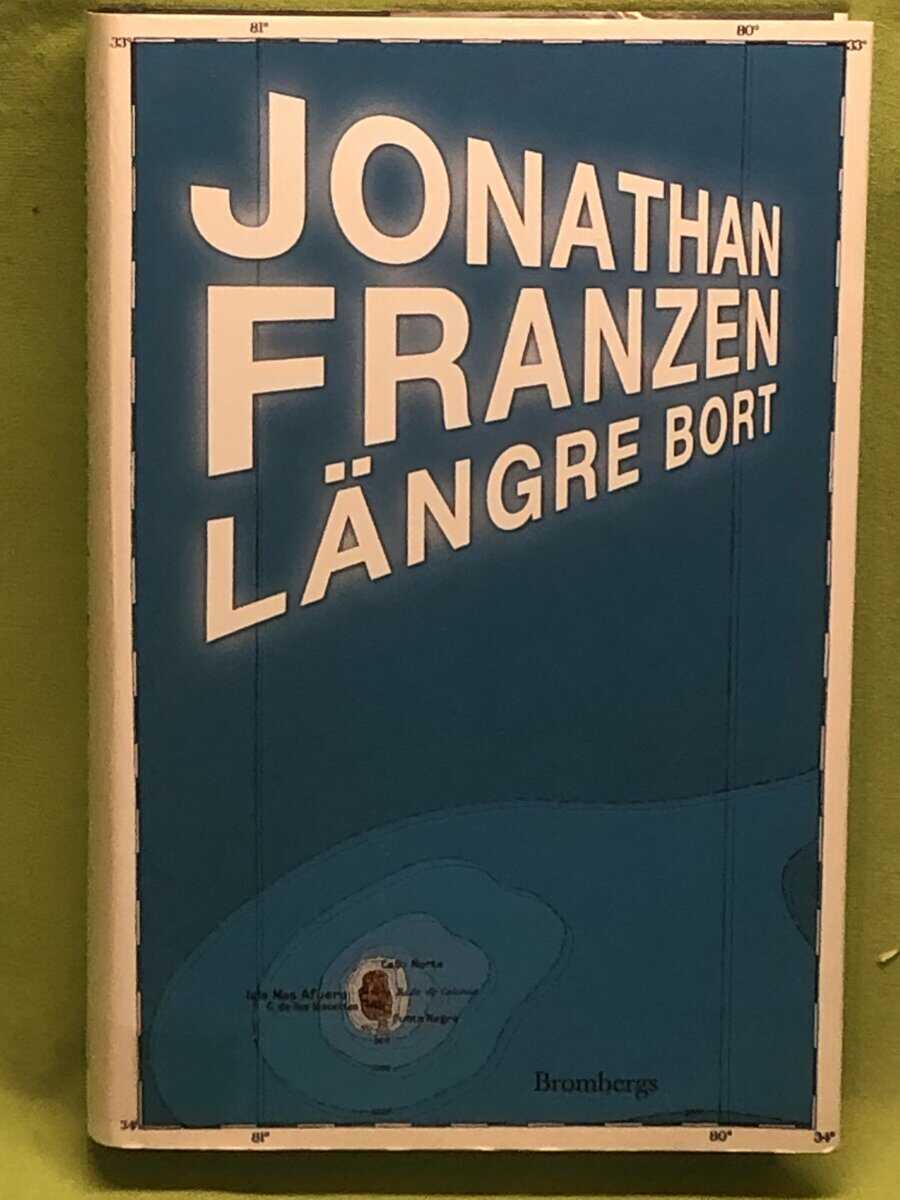 81° 80°
33° 33°
JONATHAN
FRANZEN
LÄNGRE BORT
Cabo Norte
Isla Mas Afuera
Punta Negra
Brombergs
34° 34°
81° 80°